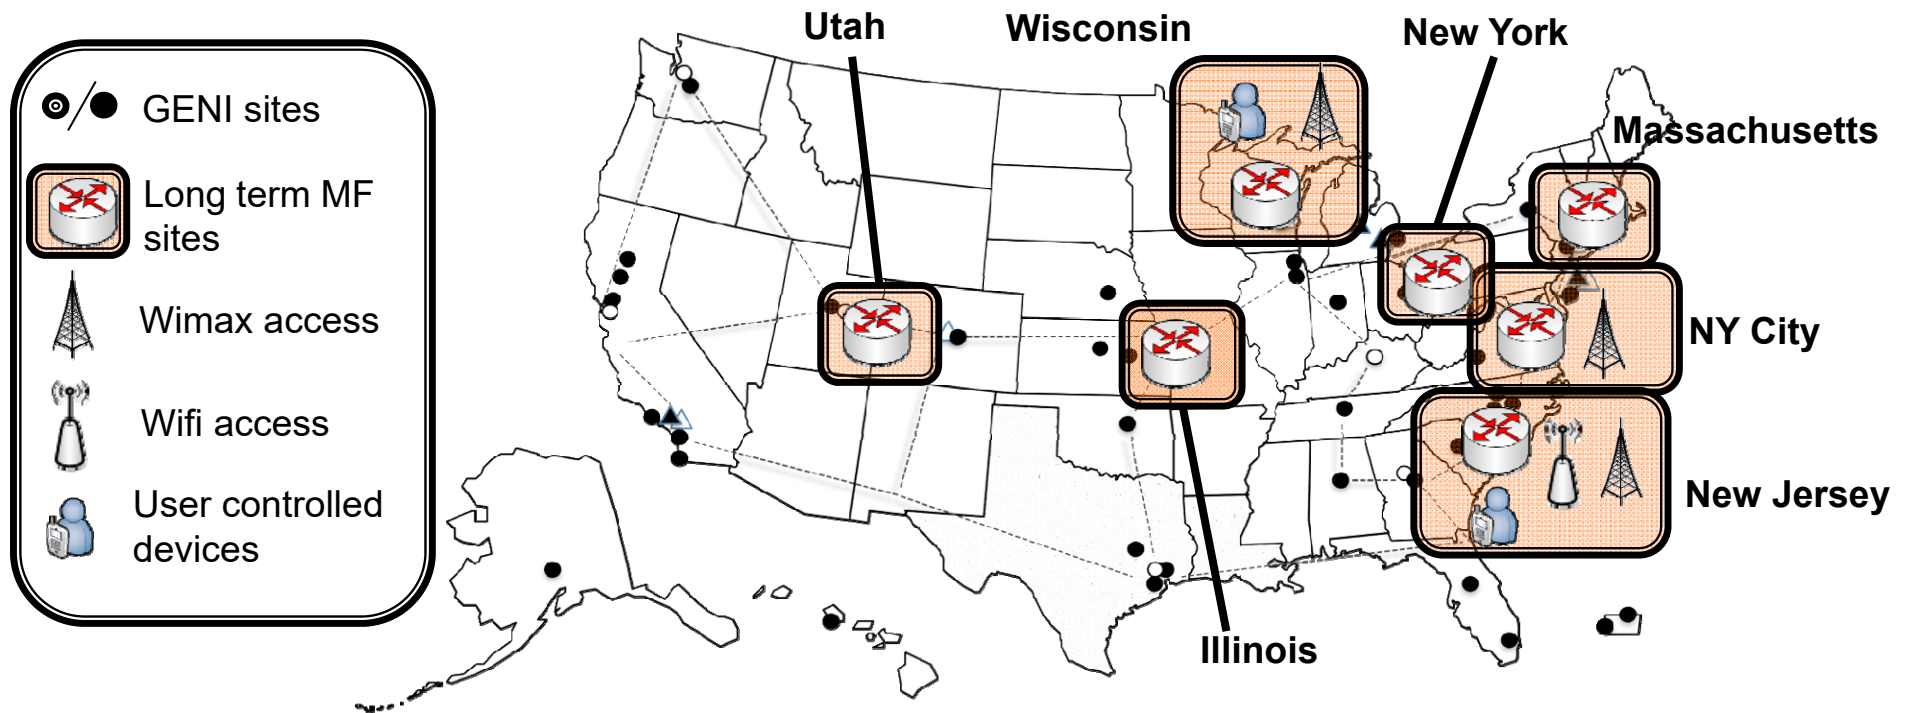 GENI sites
Long term MF
sites
Wimax access
Wifi access
User controlled
devices
Utah
Wisconsin
New York
Massachusetts
NY City
New Jersey
Illinois